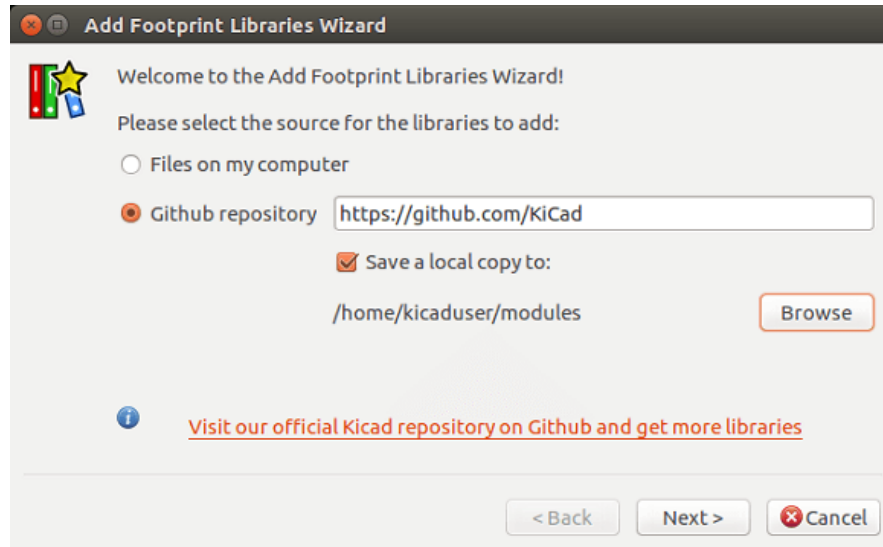 Add Footprint Libraries Wizard
Welcome to the Add Footprint Libraries Wizard!
Please select the source for the libraries to add:
Files on my computer
Github repository https://github.com/KiCad
Save a local copy to:
/home/kicaduser/modules Browse
Visit our official Kicad repository on Github and get more libraries
< Back Next > Cancel